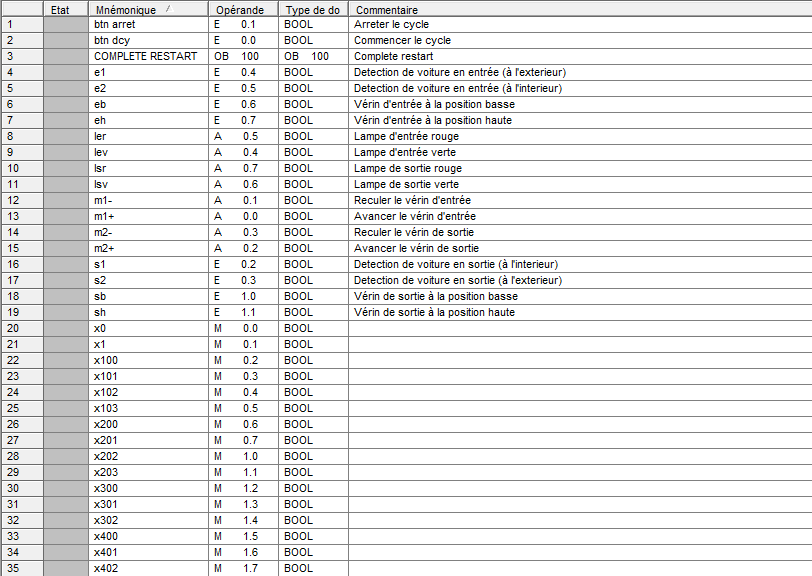 Etat Mnémonique Opérande Type de do Commentaire
1 btn arret E 0.1 BOOL Arreter le cycle
2 btn dcy E 0.0 BOOL Commencer le cycle
3 COMPLETE RESTART OB 100 OB 100 Complete restart
4 e1 E 0.4 BOOL Detection de voiture en entrée (à l'exterieur)
5 e2 E 0.5 BOOL Detection de voiture en entrée (à l'interieur)
6 eb E 0.6 BOOL Vérin d'entrée à la position basse
7 eh E 0.7 BOOL Vérin d'entrée à la position haute
8 ler A 0.5 BOOL Lampe d'entrée rouge
9 lev A 0.4 BOOL Lampe d'entrée verte
10 lsr A 0.7 BOOL Lampe de sortie rouge
11 lsv A 0.6 BOOL Lampe de sortie verte
12 m1- A 0.1 BOOL Reculer le vérin d'entrée
13 m1+ A 0.0 BOOL Avancer le vérin d'entrée
14 m2- A 0.3 BOOL Reculer le vérin de sortie
15 m2+ A 0.2 BOOL Avancer le vérin de sortie
16 s1 E 0.2 BOOL Detection de voiture en sortie (à l'interieur)
17 s2 E 0.3 BOOL Detection de voiture en sortie (à l'exterieur)
18 sb E 1.0 BOOL Vérin de sortie à la position basse
19 sh E 1.1 BOOL Vérin de sortie à la position haute
20 x0 M 0.0 BOOL
21 x1 M 0.1 BOOL
22 x100 M 0.2 BOOL
23 x101 M 0.3 BOOL
24 x102 M 0.4 BOOL
25 x103 M 0.5 BOOL
26 x200 M 0.6 BOOL
27 x201 M 0.7 BOOL
28 x202 M 1.0 BOOL
29 x203 M 1.1 BOOL
30 x300 M 1.2 BOOL
31 x301 M 1.3 BOOL
32 x302 M 1.4 BOOL
33 x400 M 1.5 BOOL
34 x401 M 1.6 BOOL
35 x402 M 1.7 BOOL